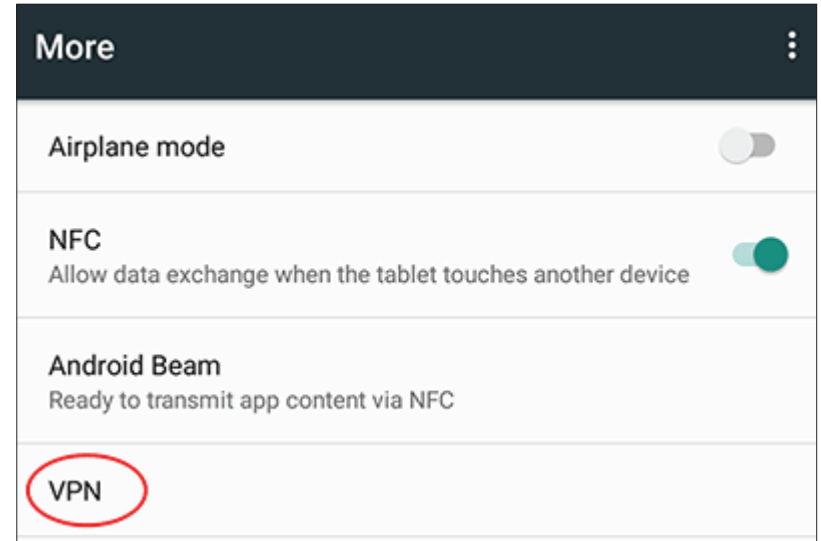 More
Airplane mode
NFC
Allow data exchange when the tablet touches another device
Android Beam
Ready to transmit app content via NFC
VPN